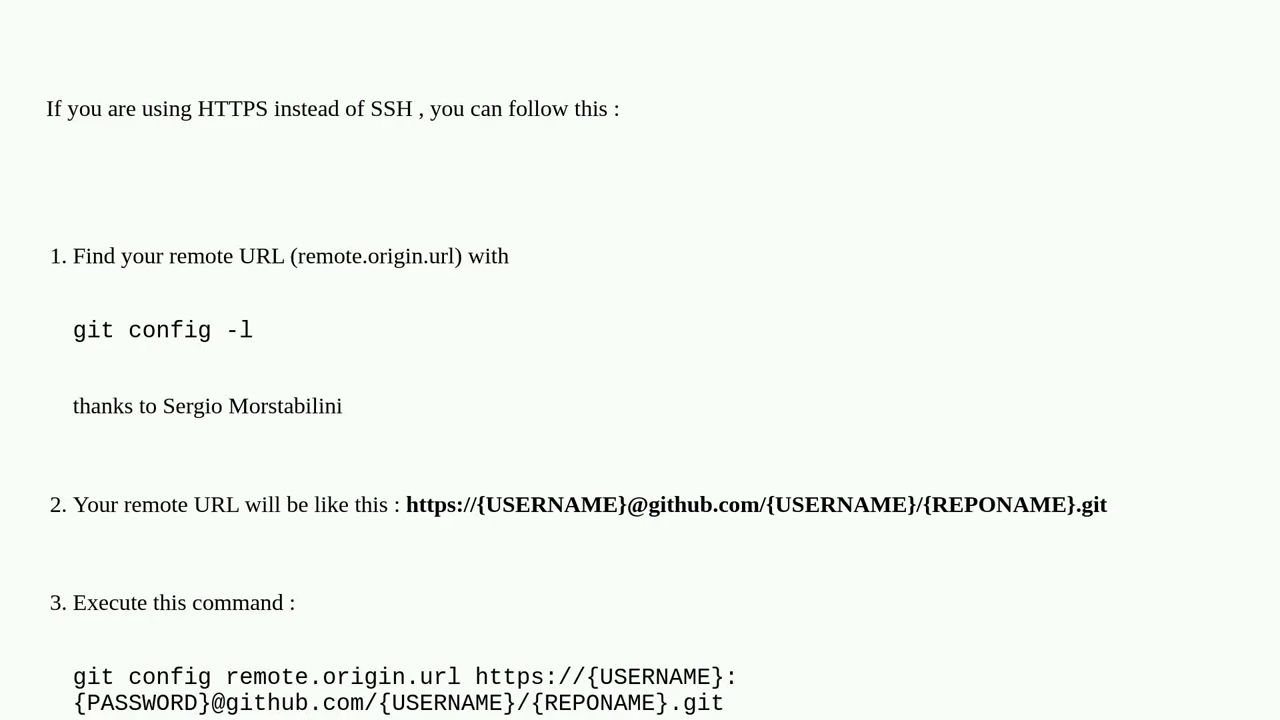 If you are using HTTPS instead of SSH , you can follow this :
1. Find your remote URL (remote.origin.url) with
git config -l
thanks to Sergio Morstabilini
2. Your remote URL will be like this : https://{USERNAME}@github.com/{USERNAME}/{REPONAME}.git
3. Execute this command :
git config remote.origin.url https://{USERNAME}:
{PASSWORD}@github.com/{USERNAME}/{REPONAME}.git